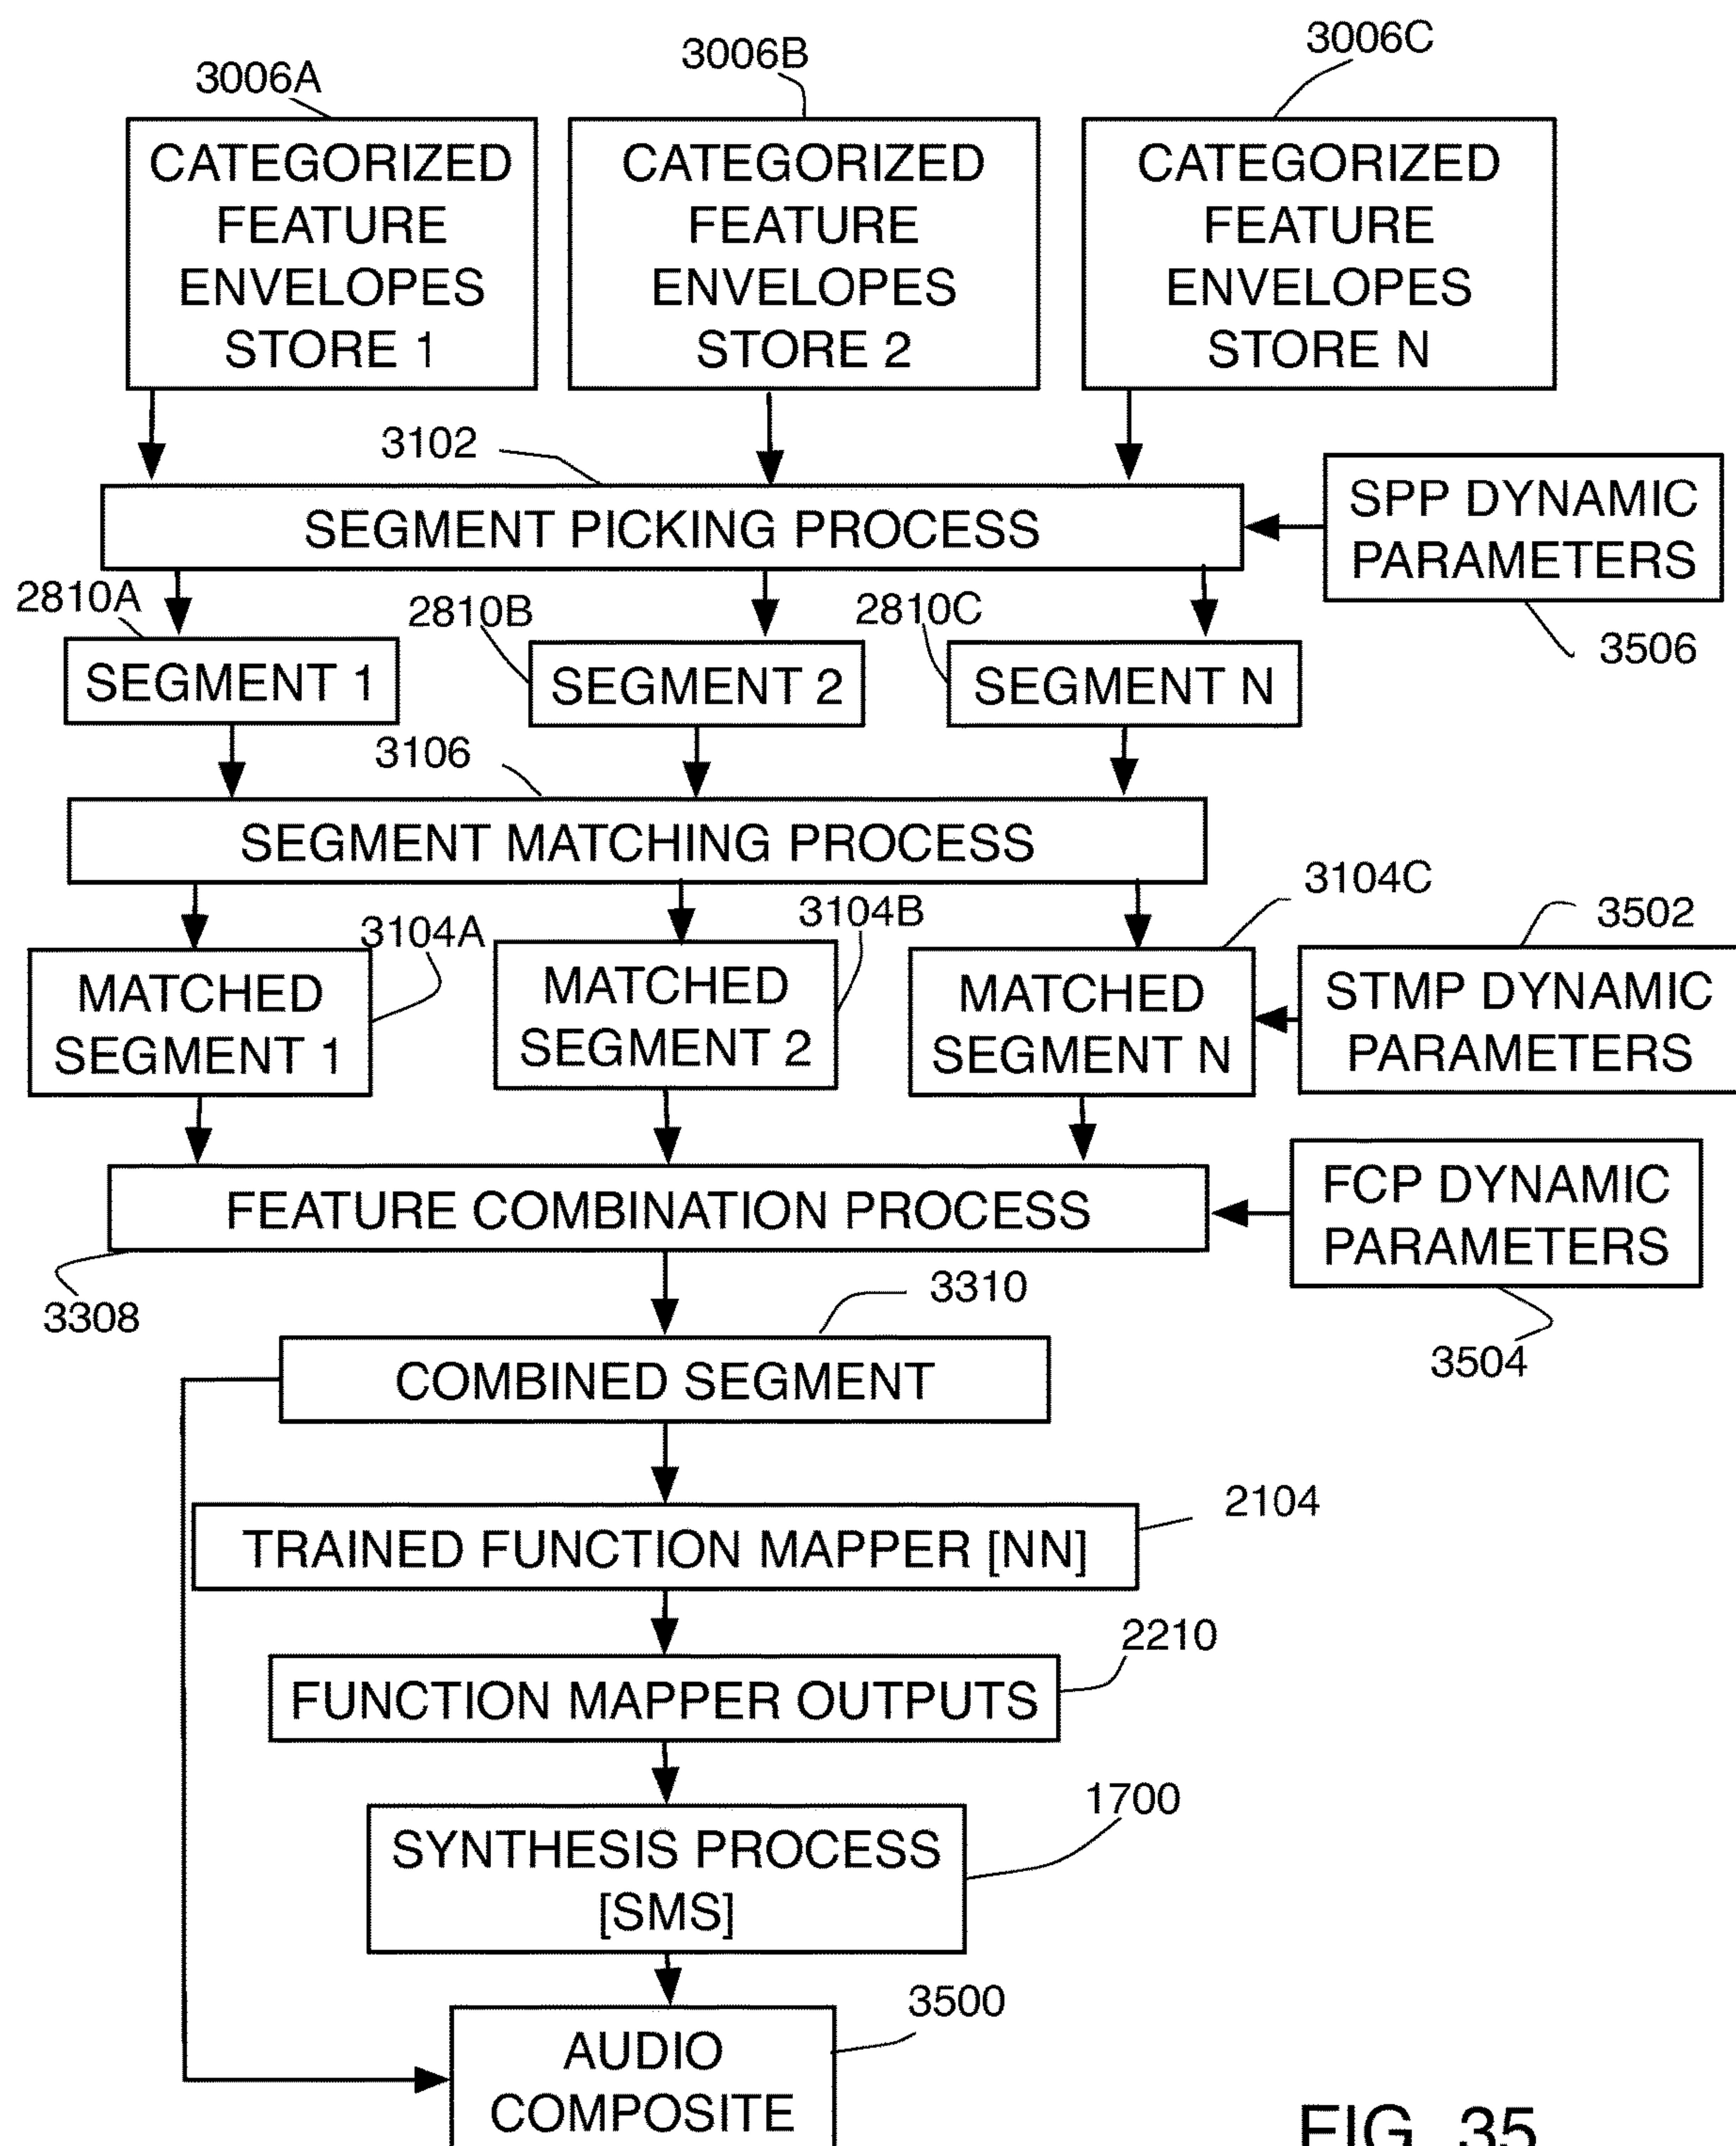 3006A
3006B
3006C
CATEGORIZED
FEATURE
ENVELOPES
STORE 1
CATEGORIZED
FEATURE
ENVELOPES
STORE 2
CATEGORIZED
FEATURE
ENVELOPES
STORE N
3102
SEGMENT PICKING PROCESS
SPP DYNAMIC
PARAMETERS
3506
2810A
2810B
2810C
SEGMENT 1
SEGMENT 2
SEGMENT N
3106
SEGMENT MATCHING PROCESS
3104A
3104B
3104C
3502
MATCHED
SEGMENT 1
MATCHED
SEGMENT 2
MATCHED
SEGMENT N
STMP DYNAMIC
PARAMETERS
FEATURE COMBINATION PROCESS
FCP DYNAMIC
PARAMETERS
3308
3504
3310
COMBINED SEGMENT
2104
TRAINED FUNCTION MAPPER [NN]
2210
FUNCTION MAPPER OUTPUTS
1700
SYNTHESIS PROCESS
[SMS]
3500
AUDIO
COMPOSITE
FIG. 35